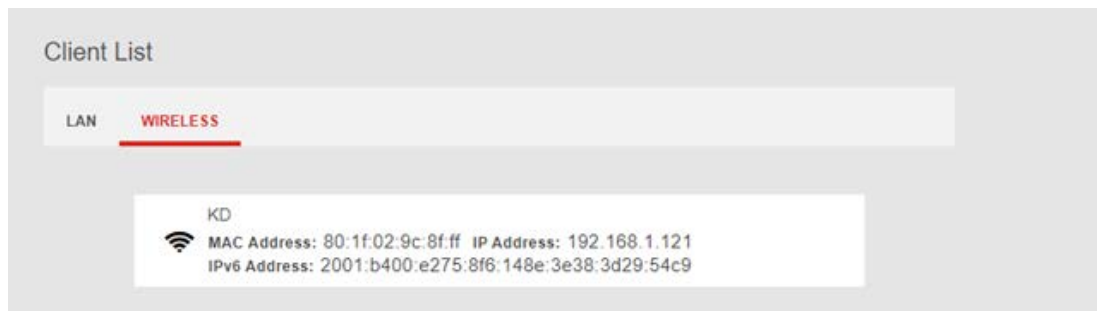 Client List
LAN WIRELESS
KD
MAC Address: 80:1f:02:9c:8f:ff IP Address: 192.168.1.121
IPv6 Address: 2001:b400:e275:8f6:148e:3e38:3d29:54c9